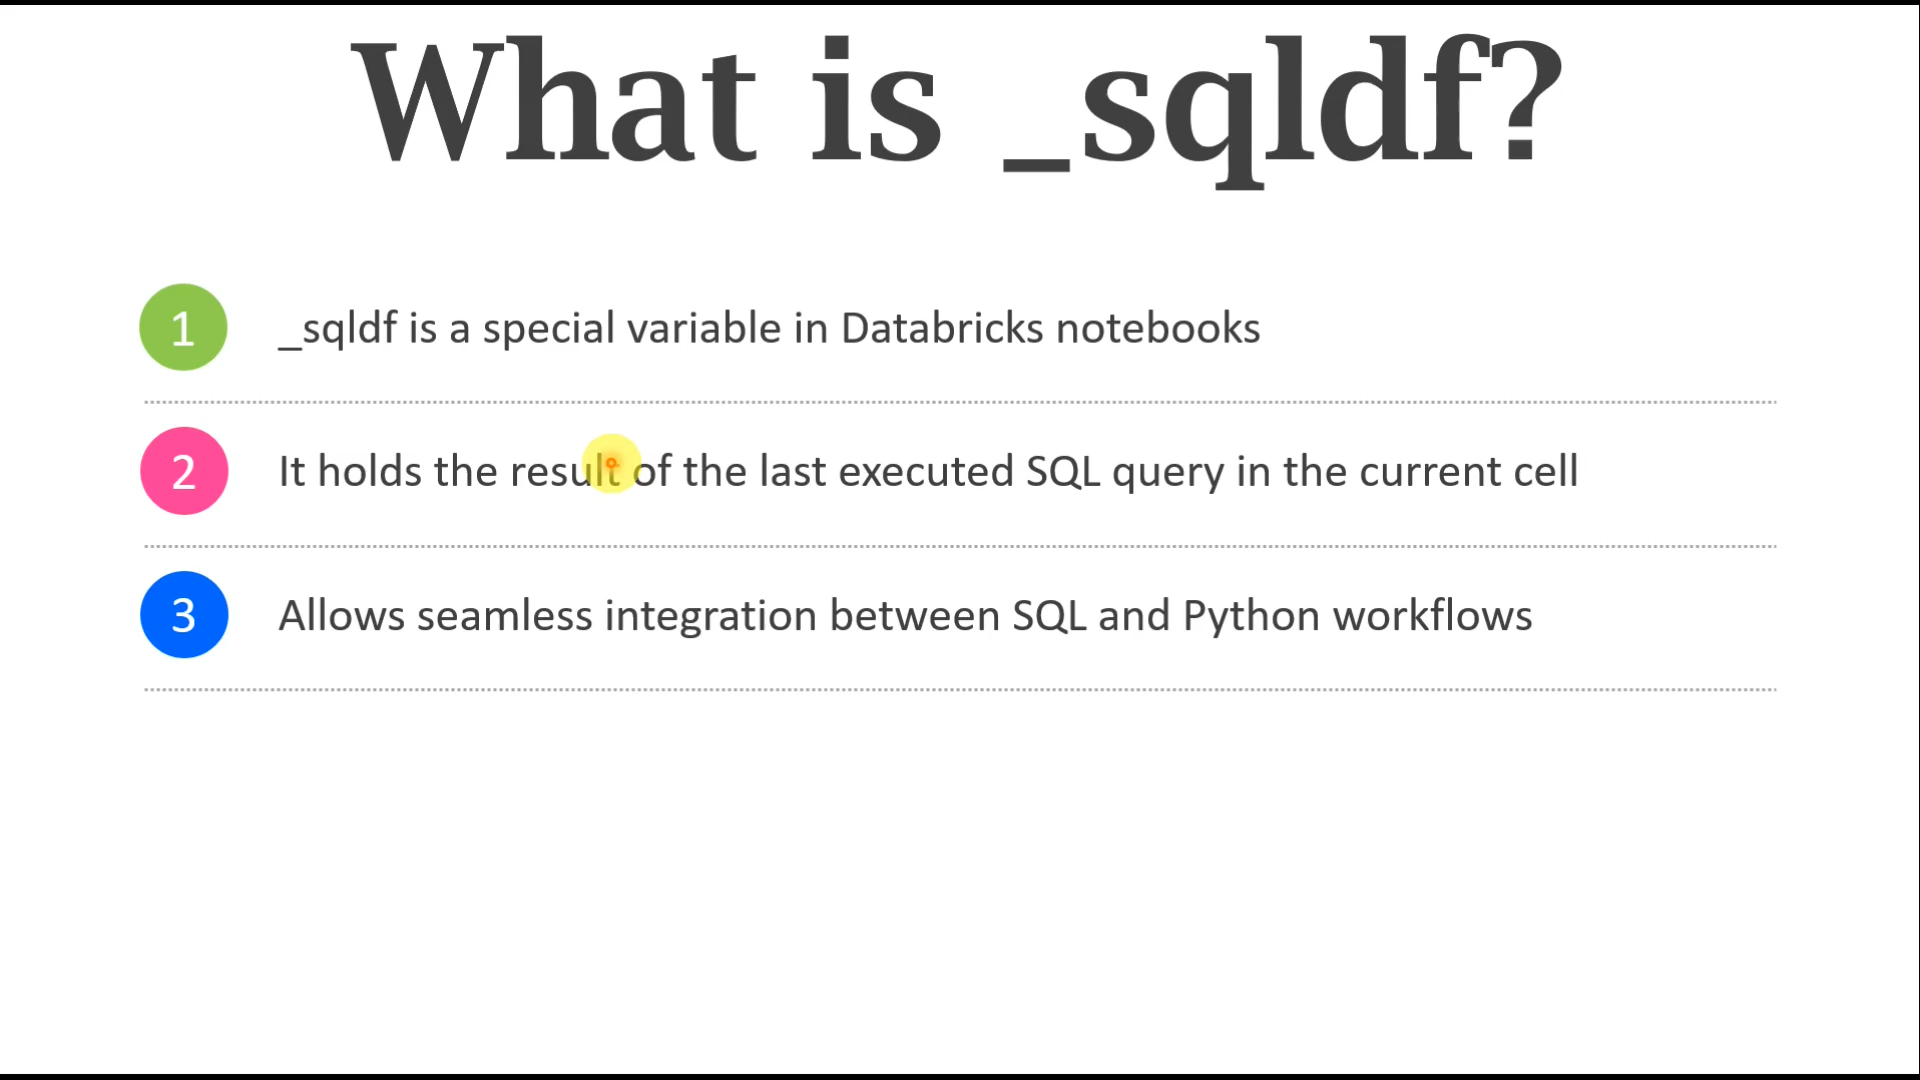 What is _sqldf?
1 _sqldf is a special variable in Databricks notebooks
2 It holds the result of the last executed SQL query in the current cell
3 Allows seamless integration between SQL and Python workflows